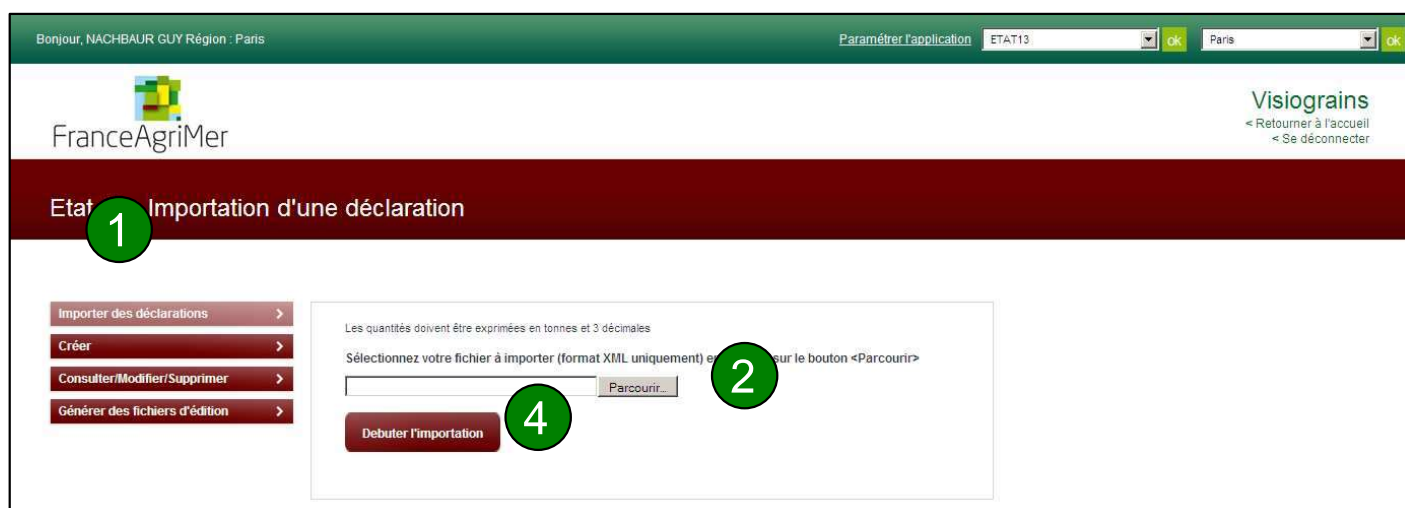 Bonjour, NACHBAUR GUY Région : Paris
Paramétrer l'application ETAT13 ok Paris ok
FranceAgriMer
Visiograins
< Retourner à l'accueil
< Se déconnecter
Etat Importation d'une déclaration
1
Importer des déclarations >
Créer >
Consulter/Modifier/Supprimer >
Générer des fichiers d'édition >
Les quantités doivent être exprimées en tonnes et 3 décimales
Sélectionnez votre fichier à importer (format XML uniquement) sur le bouton <Parcourir>
2
Parcourir...
4
Debuter l'importation